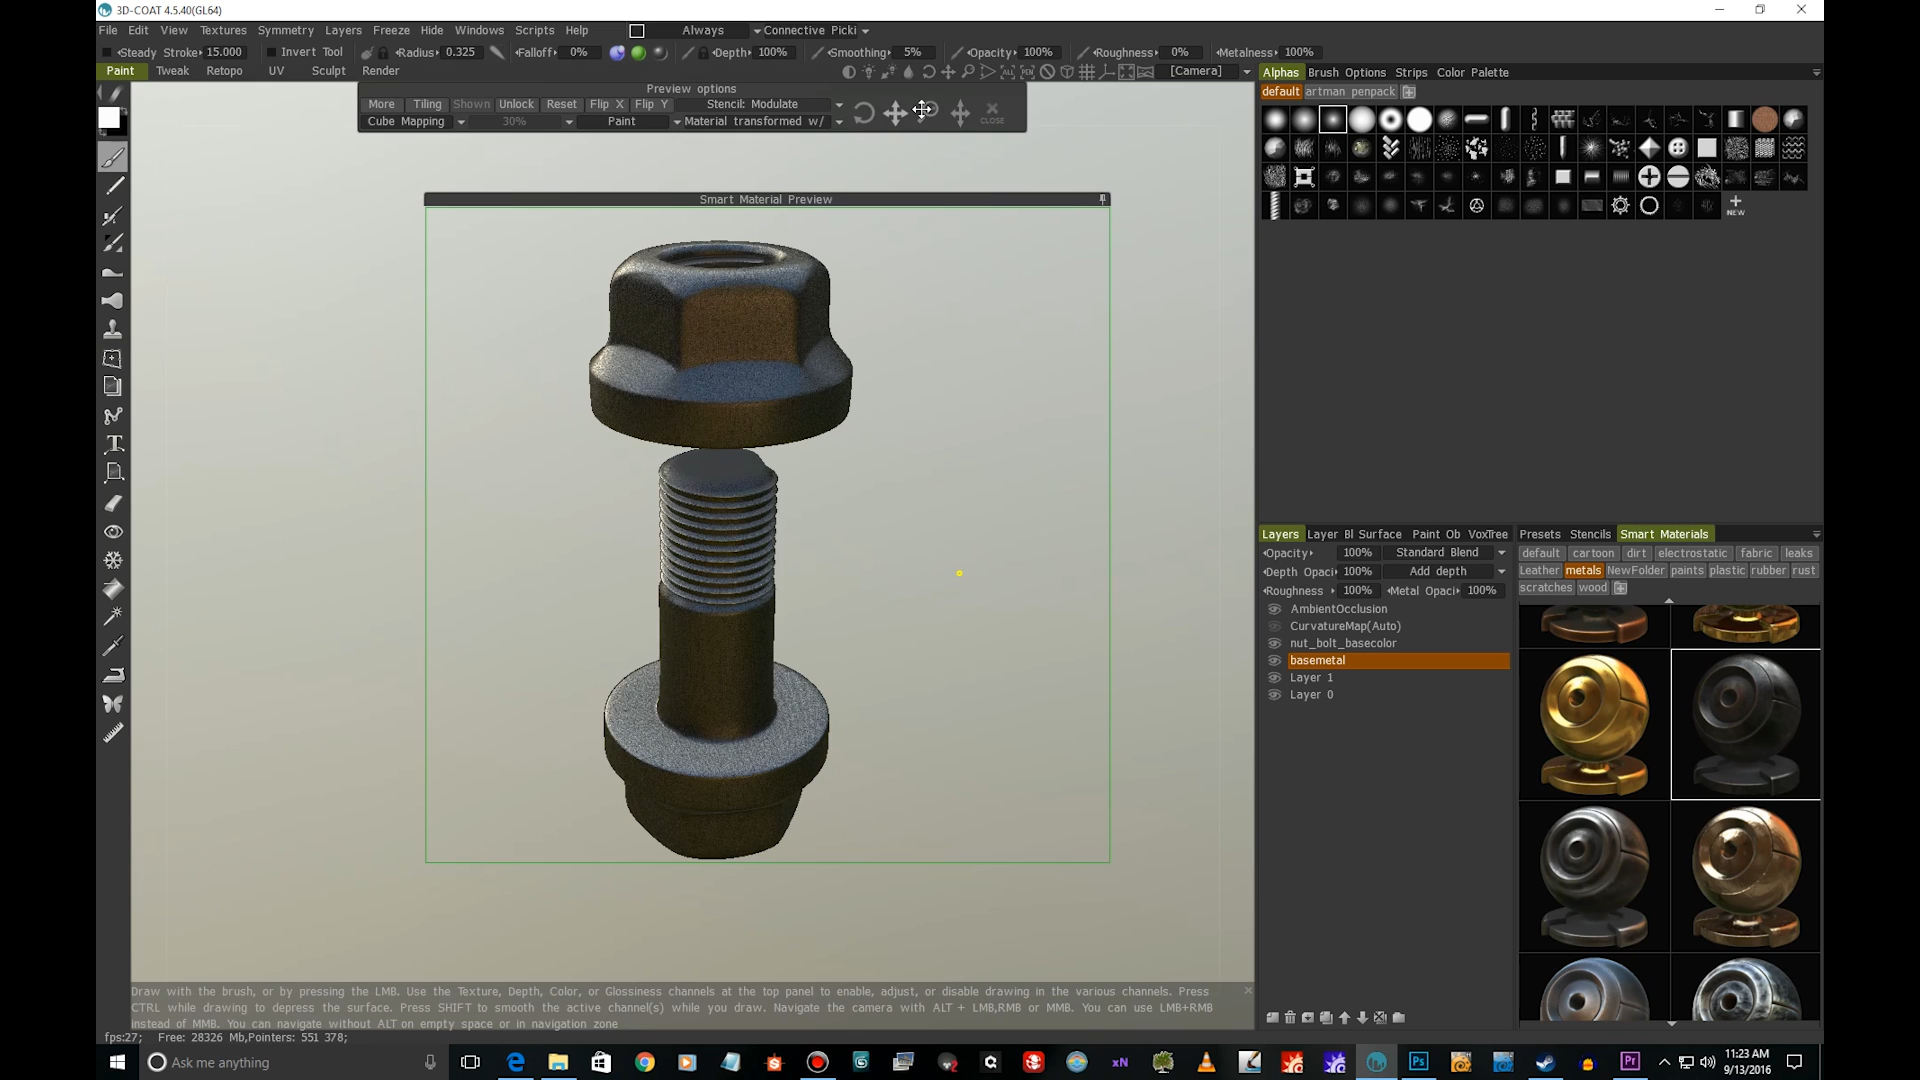 3D-COAT 4.5.40(GL64)
File Edit View Textures Symmetry Layers Freeze Hide Windows Scripts Help Always Connective Picki
Steady Stroke 15.000 Invert Tool Radius 0.325 Falloff 0% Depth 100% Smoothing 5% Opacity 100% Roughness 0% Metalness 100%
Paint Tweak Retopo UV Sculpt Render [Camera]
Alphas Brush Options Strips Color Palette
default artman penpack
Preview options
More Tiling Shown Unlock Reset Flip X Flip Y Stencil: Modulate
Cube Mapping 30% Paint Material transformed w/ CLOSE
Smart Material Preview
NEW
Layers Layer Bl Surface Paint Ob VoxTree
Opacity 100% Standard Blend
Depth Opaci 100% Add depth
Roughness 100% Metal Opaci 100%
AmbientOcclusion
CurvatureMap(Auto)
nut_bolt_basecolor
basemetal
Layer 1
Layer 0
Presets Stencils Smart Materials
default cartoon dirt electrostatic fabric leaks
Leather metals NewFolder paints plastic rubber rust
scratches wood
Draw with the brush, or by pressing the LMB. Use the Texture, Depth, Color, or Glossiness channels at the top panel to enable, adjust, or disable drawing in the various channels. Press
CTRL while drawing to depress the surface. Press SHIFT to smooth the active channel(s) while you draw. Navigate the camera with ALT + LMB,RMB or MMB. You can use LMB+RMB
instead of MMB. You can navigate without ALT on empty space or in navigation zone
fps:27; Free: 28326 Mb,Pointers: 551 378;
Ask me anything
xN
Ps
Pr
11:23 AM
9/13/2016